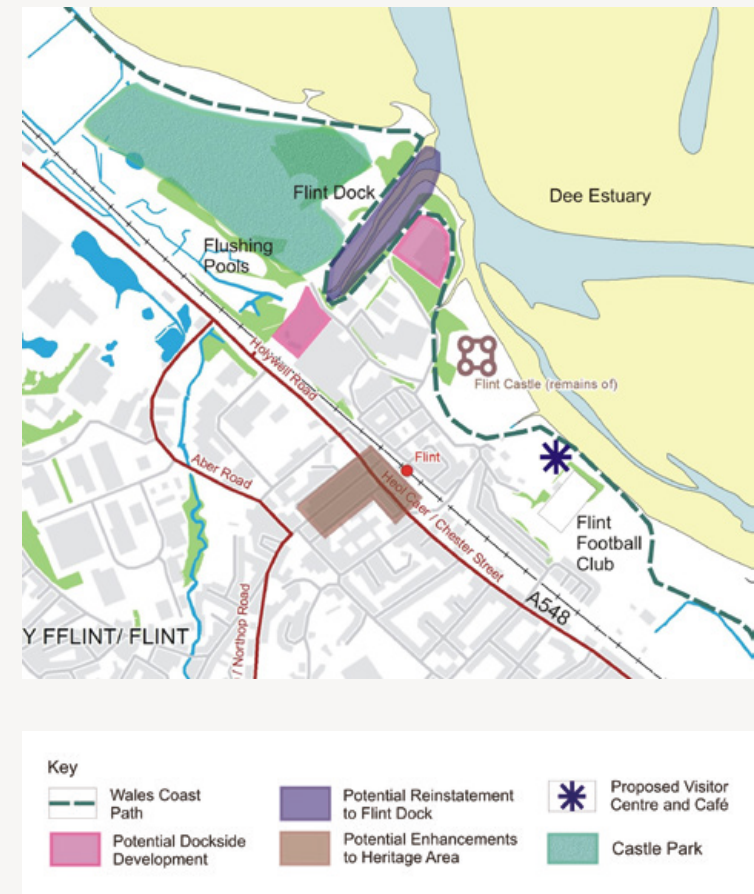 Flint Dock
Dee Estuary
Flushing
Pools
Holywell Road
Flint Castle (remains of)
Flint
Aber Road
Heol Caer / Chester Street
Flint
Football
Club
A548
Y FFLINT/ FLINT
/ Northop Road
Key
Wales Coast
Path
Potential Reinstatement
to Flint Dock
Proposed Visitor
Centre and Café
Potential Dockside
Development
Potential Enhancements
to Heritage Area
Castle Park